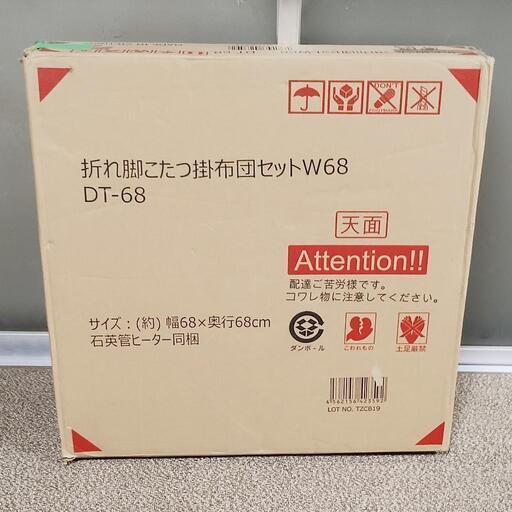 DON'T
折れ脚こたつ掛布団セットW68
DT-68
天面
Attention!!
配達ご苦労様です。
コワレ物に注意してください。
サイズ：(約) 幅68×奥行68cm
石英管ヒーター同梱
ダンボール
こわれもの
土足厳禁
4562156423592
LOT NO. TZCB19